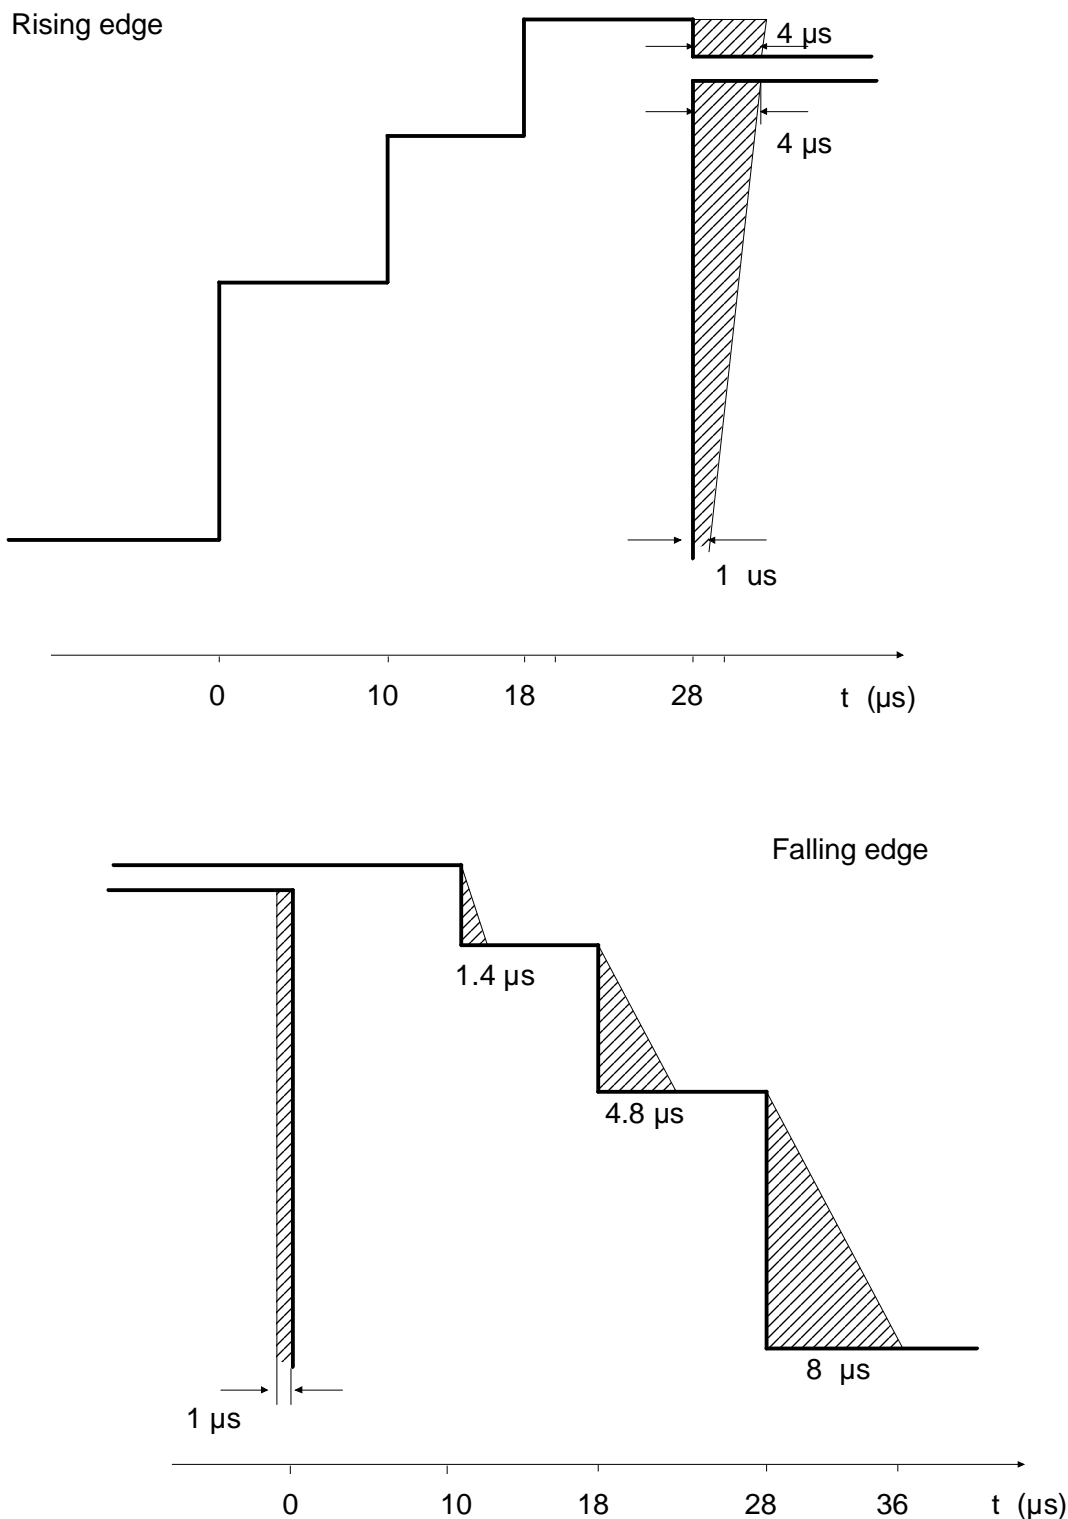 Rising edge
4 µs
4 µs
1 us
0 10 18 28 t (µs)
Falling edge
1.4 µs
4.8 µs
8 µs
1 µs
0 10 18 28 36 t (µs)